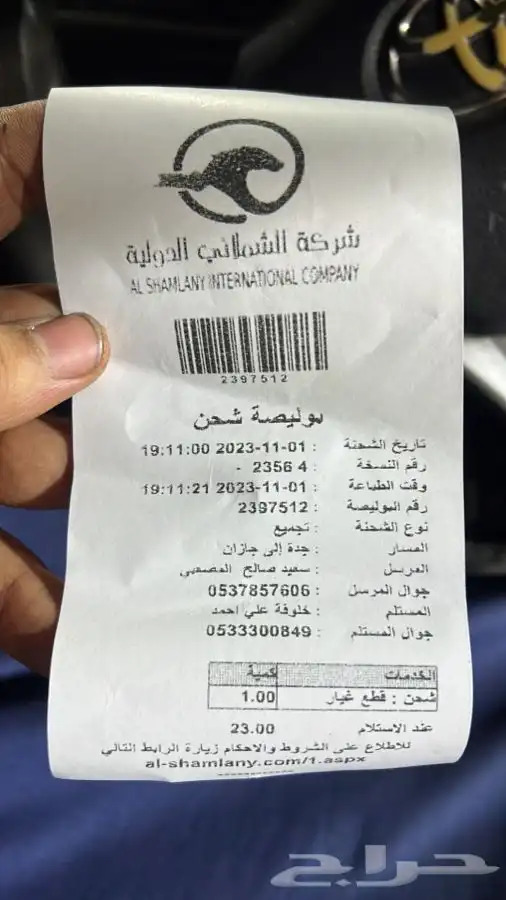 شركة الشملاني الدولية
AL SHAMLANY INTERNATIONAL COMPANY
2397512
بوليصة شحن
تاريخ الشحنة : 2023-11-01 19:11:00
رقم النسخة : 4 2356 -
وقت الطباعة : 2023-11-01 19:11:21
رقم البوليصة : 2397512
نوع الشحنة : تجميع
المسار : جدة إلى جازان
المرسل : سعيد صالح المصعبي
جوال المرسل : 0537857606
المستلم : خلوفة علي احمد
جوال المستلم : 0533300849
الخدمات كمية
شحن : قطع غيار 1.00
عند الاستلام 23.00
للاطلاع على الشروط والاحكام زيارة الرابط التالي
al-shamlany.com/1.aspx
حراج